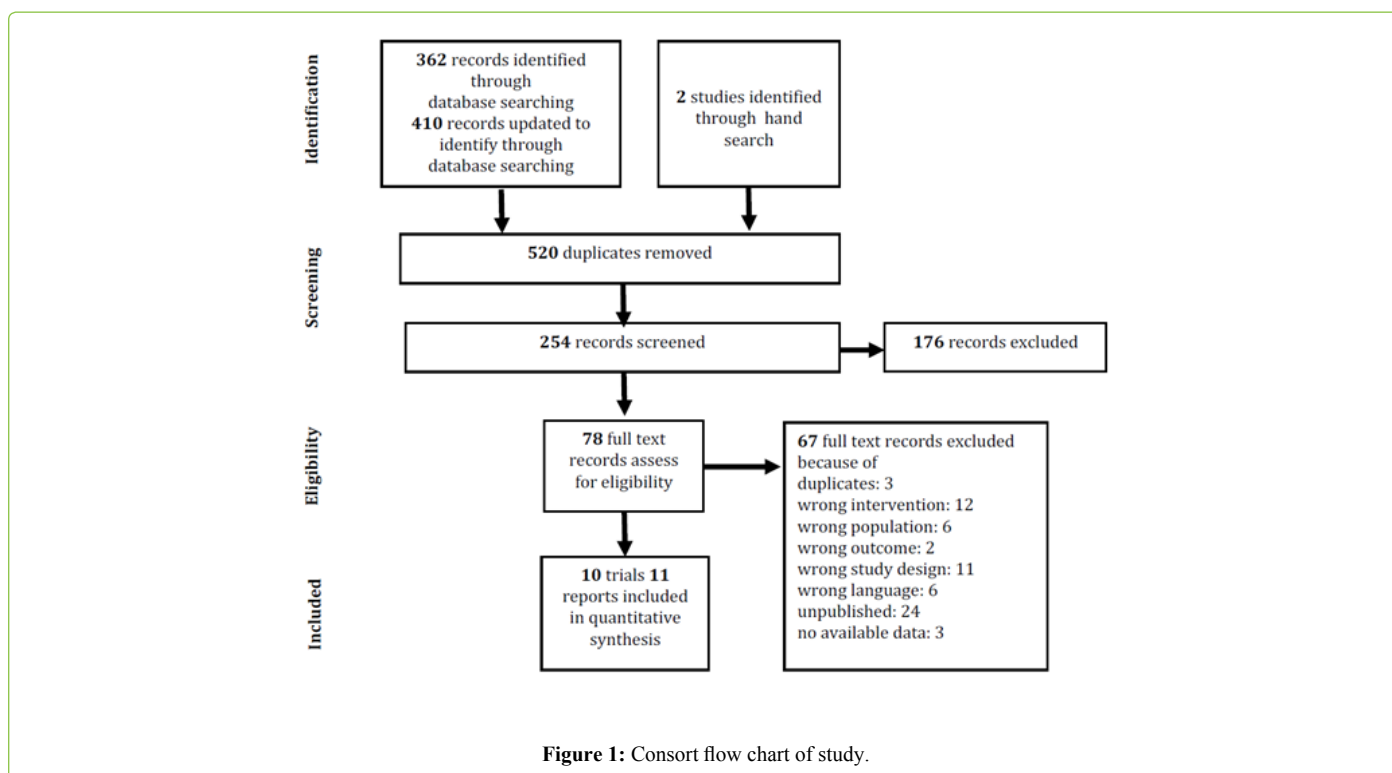 Identification
362 records identified
through
database searching
410 records updated to
identify through
database searching
2 studies identified
through hand
search
Screening
520 duplicates removed
254 records screened
176 records excluded
Eligibility
78 full text
records assess
for eligibility
67 full text records excluded
because of
duplicates: 3
wrong intervention: 12
wrong population: 6
wrong outcome: 2
wrong study design: 11
wrong language: 6
unpublished: 24
no available data: 3
Included
10 trials 11
reports included
in quantitative
synthesis
Figure 1: Consort flow chart of study.